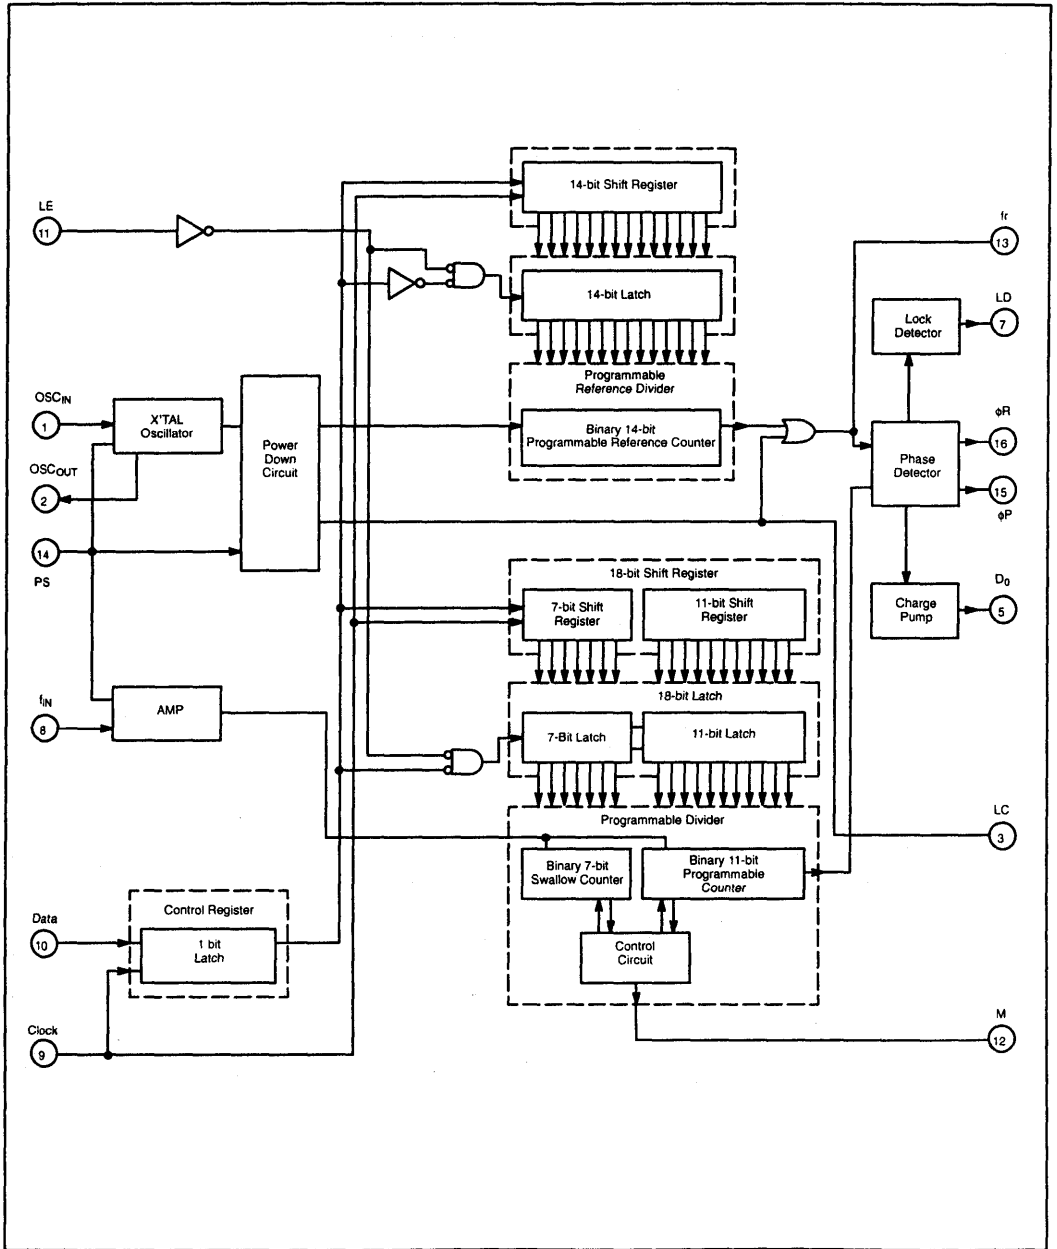 14-bit Shift Register
LE
11
fr
13
14-bit Latch
LD
7
Lock
Detector
Programmable
Reference Divider
OSCIN
1
X'TAL
Oscillator
Power
Down
Circuit
Binary 14-bit
Programmable Reference Counter
ϕR
16
OSCOUT
2
Phase
Detector
15
ϕP
14
PS
18-bit Shift Register
7-bit Shift
Register
11-bit Shift
Register
D0
5
Charge
Pump
18-bit Latch
fIN
8
AMP
7-Bit Latch
11-bit Latch
Programmable Divider
LC
3
Binary 7-bit
Swallow Counter
Binary 11-bit
Programmable
Counter
Control Register
Data
10
1 bit
Latch
Control
Circuit
M
12
Clock
9